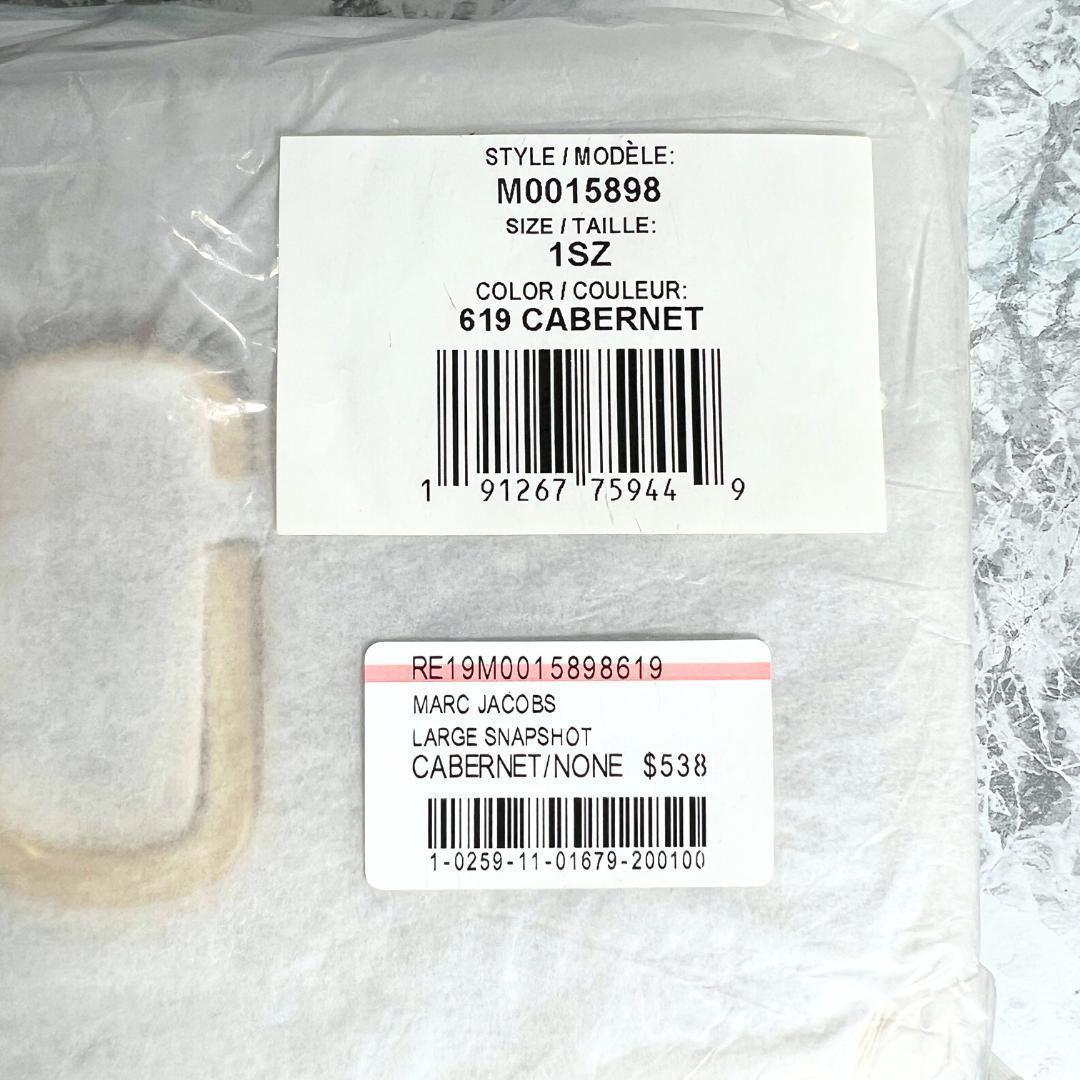 STYLE / MODÈLE:
M0015898
SIZE / TAILLE:
1SZ
COLOR / COULEUR:
619 CABERNET
1 91267 75944 9
RE19M0015898619
MARC JACOBS
LARGE SNAPSHOT
CABERNET/NONE $538
1-0259-11-01679-200100